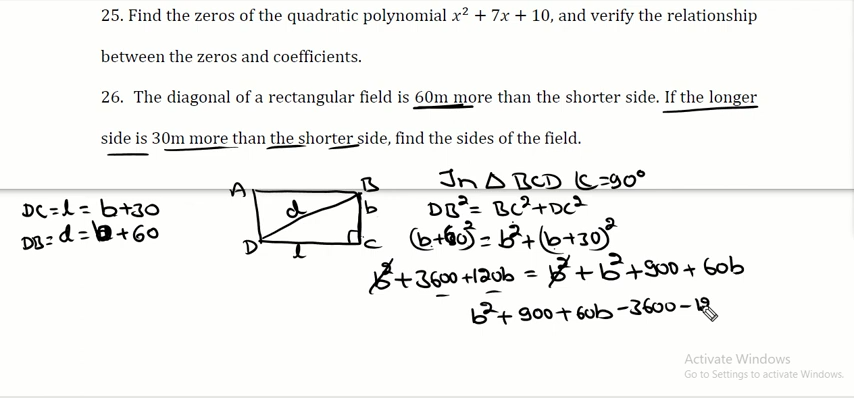 25. Find the zeros of the quadratic polynomial x² + 7x + 10, and verify the relationship
between the zeros and coefficients.
26. The diagonal of a rectangular field is 60m more than the shorter side. If the longer
side is 30m more than the shorter side, find the sides of the field.
A B
d b
D l C
DC = l = b+30
DB = d = b+60
In △ BCD ∠C=90°
DB² = BC²+DC²
(b+60)² = b²+(b+30)²
b²+3600+120b = b²+b²+900+60b
b²+900+60b-3600-12
Activate Windows
Go to Settings to activate Windows.